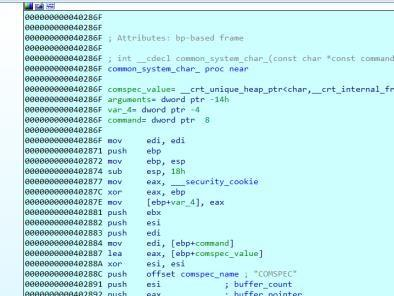 000000000040286F
000000000040286F
000000000040286F ; Attributes: bp-based frame
000000000040286F
000000000040286F ; int __cdecl common_system_char_(const char *const command
000000000040286F common_system_char_ proc near
000000000040286F
000000000040286F comspec_value= __crt_unique_heap_ptr<char,__crt_internal_fr
000000000040286F arguments= dword ptr -14h
000000000040286F var_4= dword ptr -4
000000000040286F command= dword ptr  8
000000000040286F
000000000040286F mov     edi, edi
0000000000402871 push    ebp
0000000000402872 mov     ebp, esp
0000000000402874 sub     esp, 18h
0000000000402877 mov     eax, ___security_cookie
000000000040287C xor     eax, ebp
000000000040287E mov     [ebp+var_4], eax
0000000000402881 push    ebx
0000000000402882 push    esi
0000000000402883 push    edi
0000000000402884 mov     edi, [ebp+command]
0000000000402887 lea     eax, [ebp+comspec_value]
000000000040288A xor     esi, esi
000000000040288C push    offset comspec_name ; "COMSPEC"
0000000000402891 push    esi             ; buffer_count
0000000000402892 push    eax             ; buffer_pointer